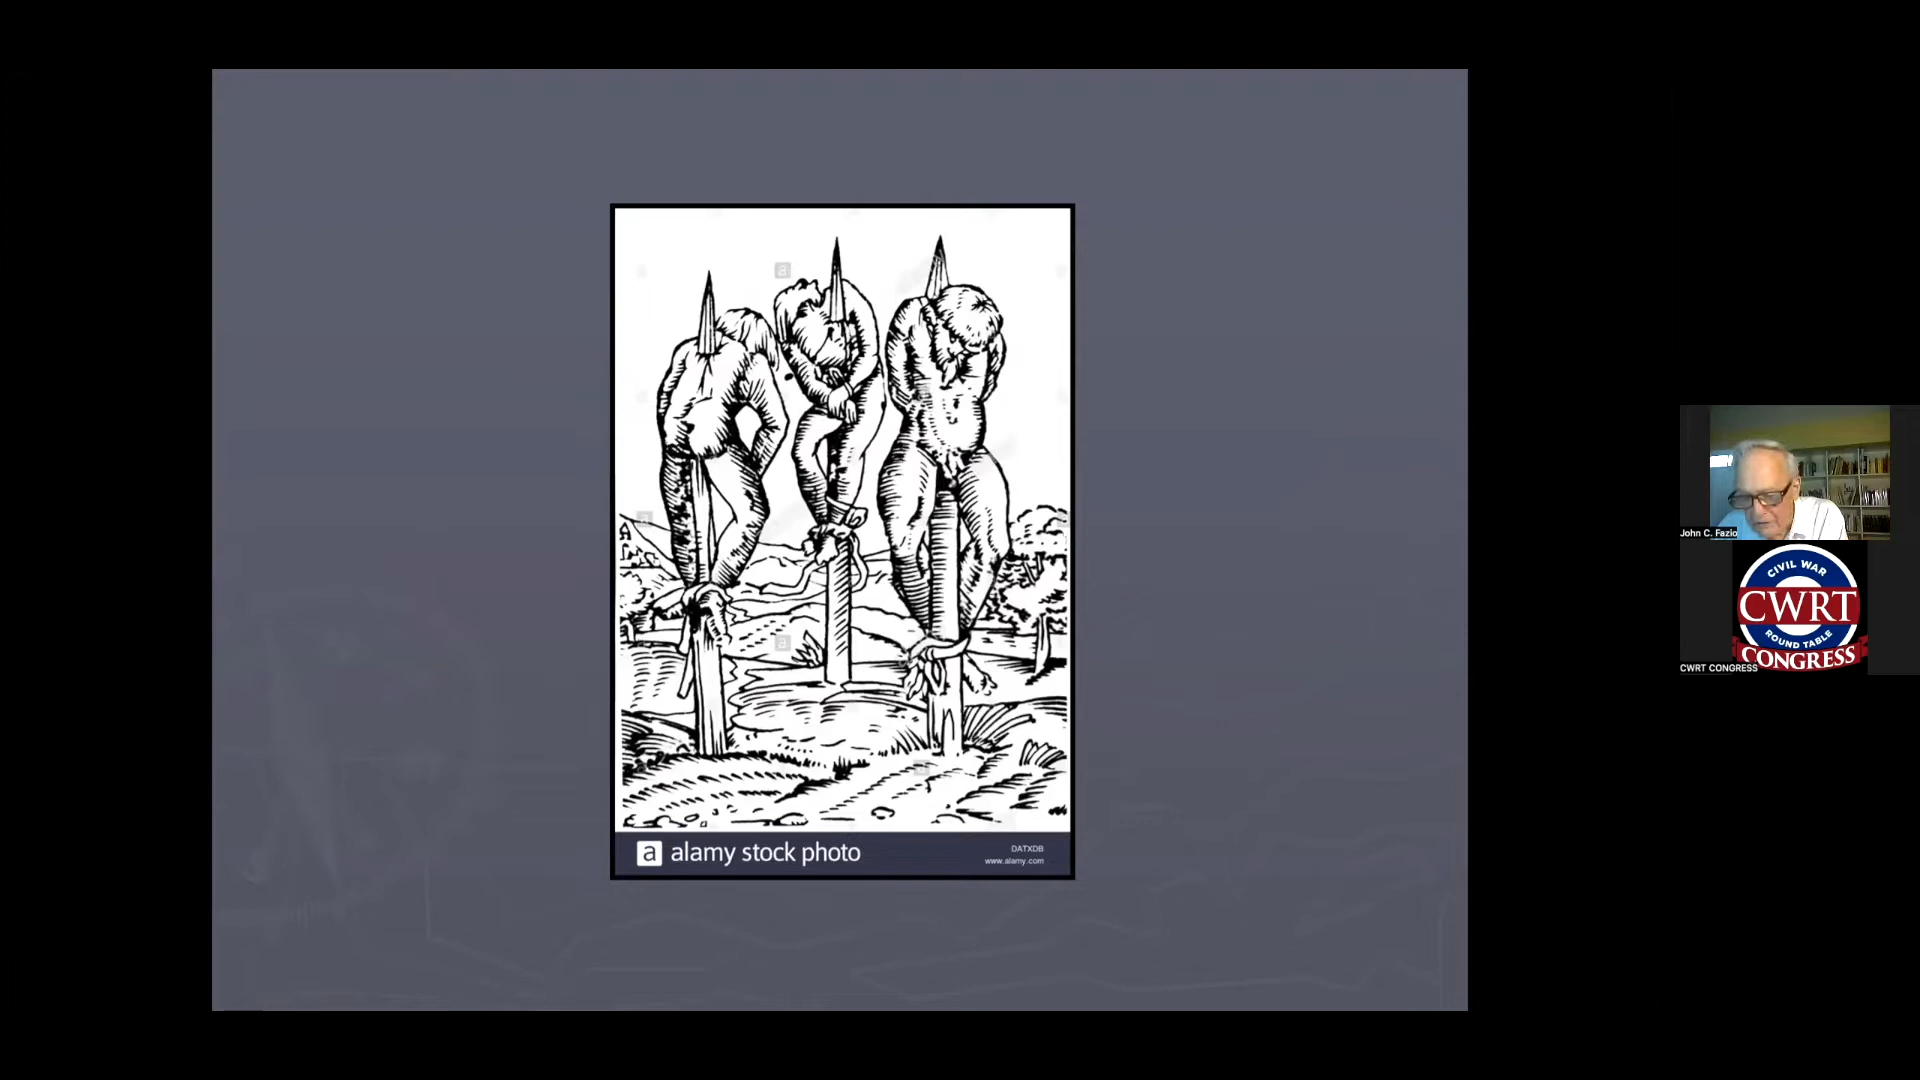 a alamy stock photo
DATXDB
www.alamy.com
a
a
a
a
John C. Fazio
CIVIL WAR
CWRT
ROUND TABLE
CONGRESS
CWRT CONGRESS